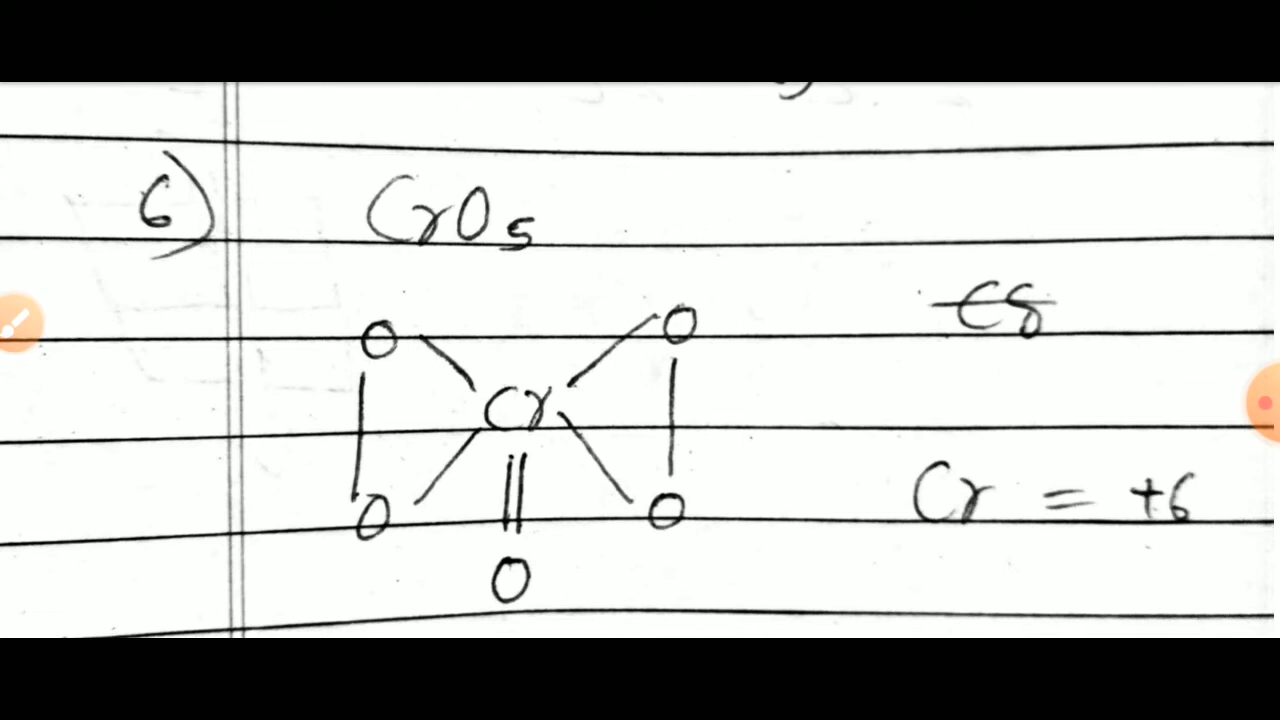 6) CrO5
O O
Cr
O O
O
Cr = +6